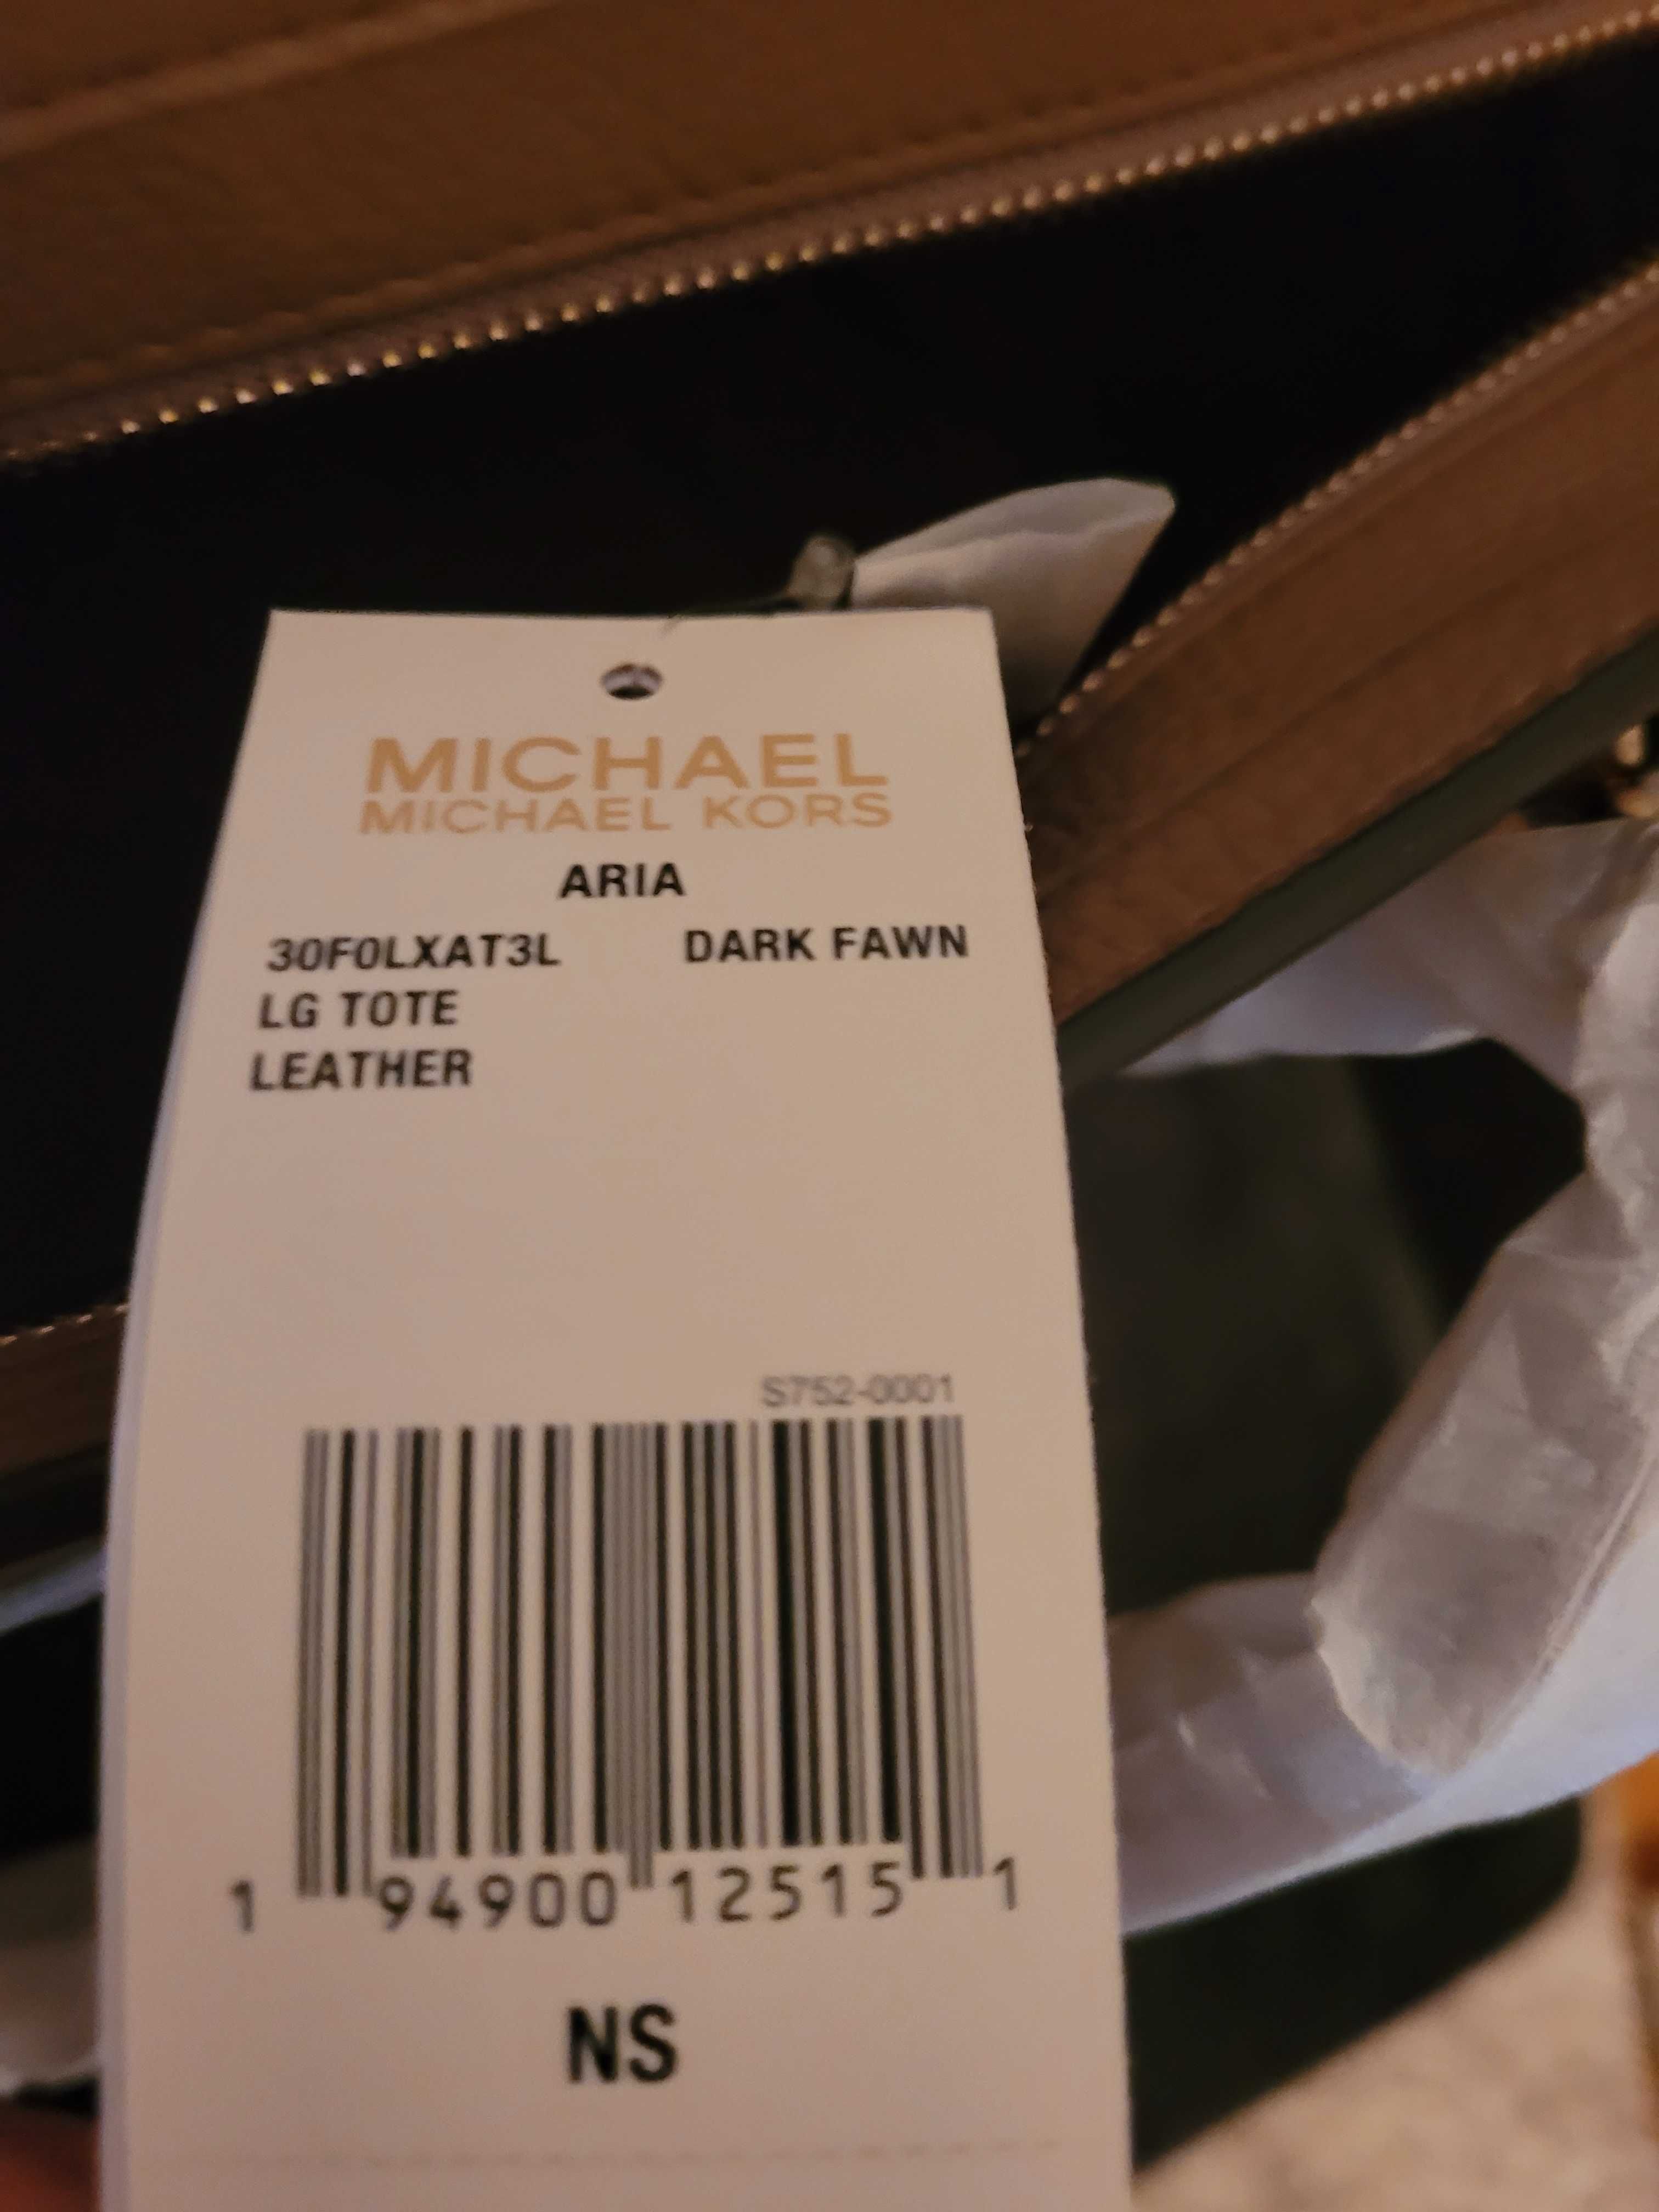 MICHAEL
MICHAEL KORS
ARIA
30F0LXAT3L DARK FAWN
LG TOTE
LEATHER
S752-0001
1 94900 12515 1
NS